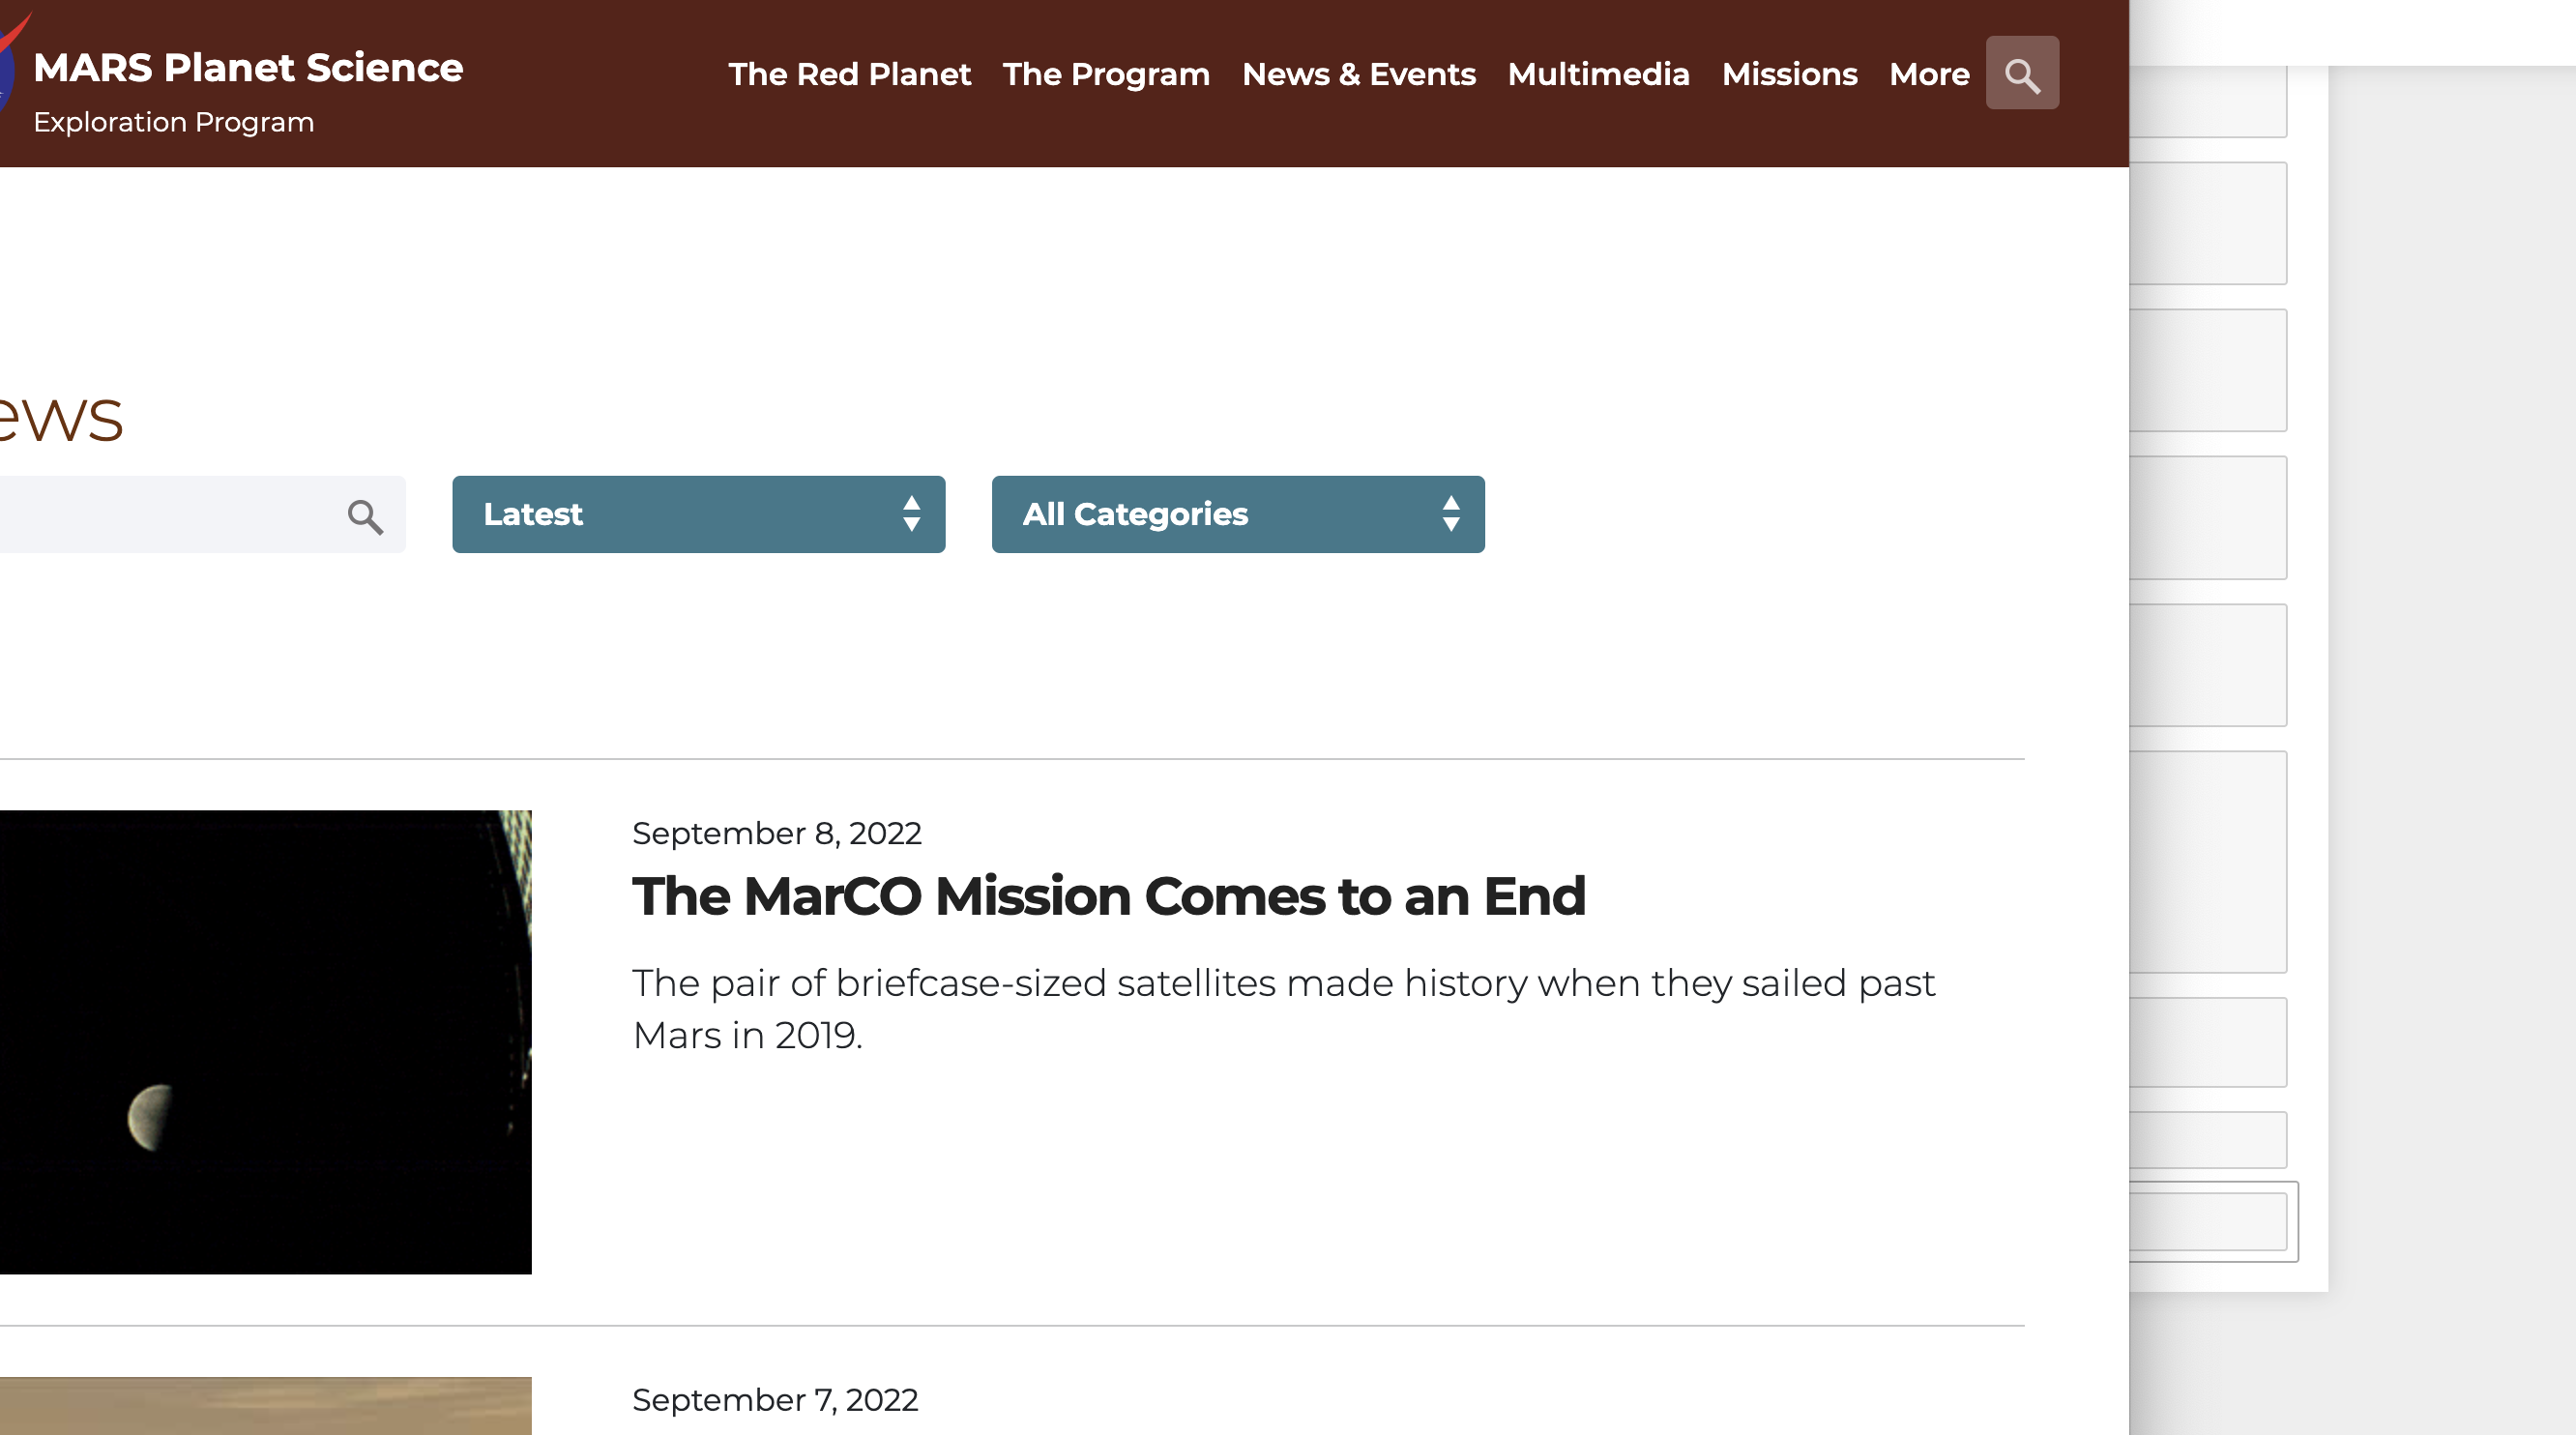 MARS Planet Science
Exploration Program
The Red Planet The Program News & Events Multimedia Missions More
ews
Latest
All Categories
September 8, 2022
The MarCO Mission Comes to an End
The pair of briefcase-sized satellites made history when they sailed past
Mars in 2019.
September 7, 2022